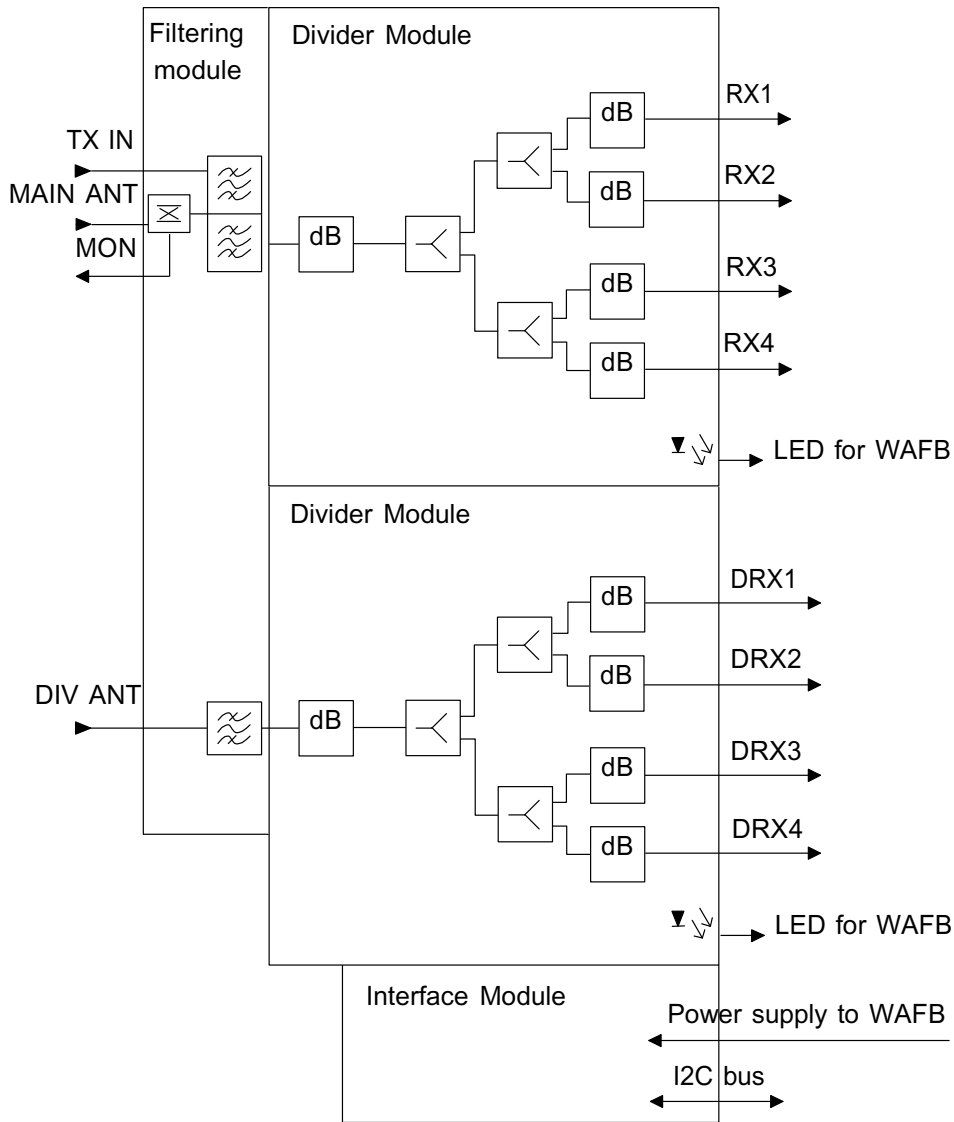 Filtering
module
Divider Module
TX IN
MAIN ANT
MON
dB
dB
RX1
dB
RX2
dB
RX3
dB
RX4
LED for WAFB
Divider Module
DIV ANT
dB
dB
DRX1
dB
DRX2
dB
DRX3
dB
DRX4
LED for WAFB
Interface Module
Power supply to WAFB
I2C bus